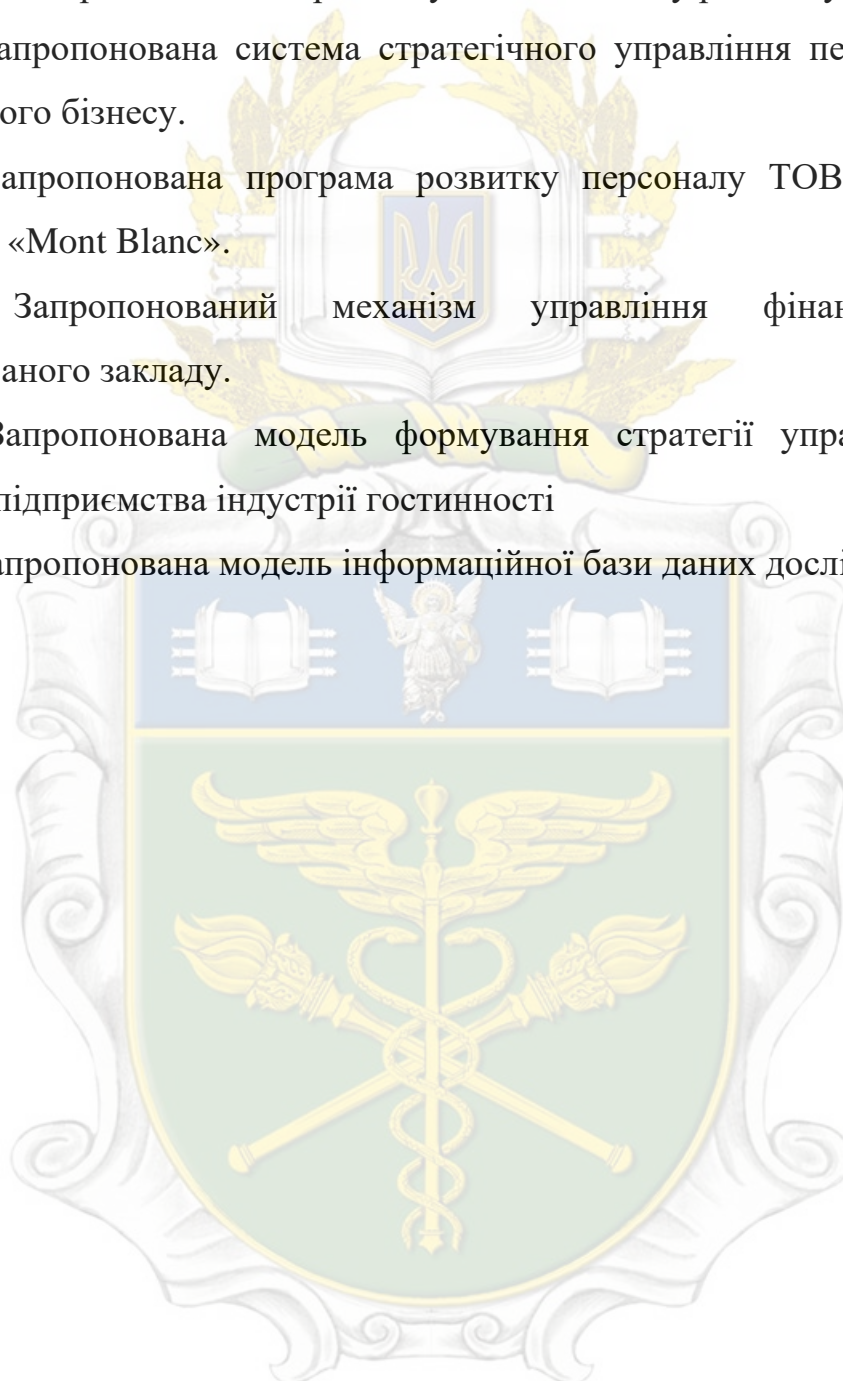 апропонована система стратегічного управління пе
ого бізнесу.
апропонована програма розвитку персоналу ТОВ
«Mont Blanc».
Запропонований механізм управління фінан
аного закладу.
Запропонована модель формування стратегії упра
підприємства індустрії гостинності
апропонована модель інформаційної бази даних дослі